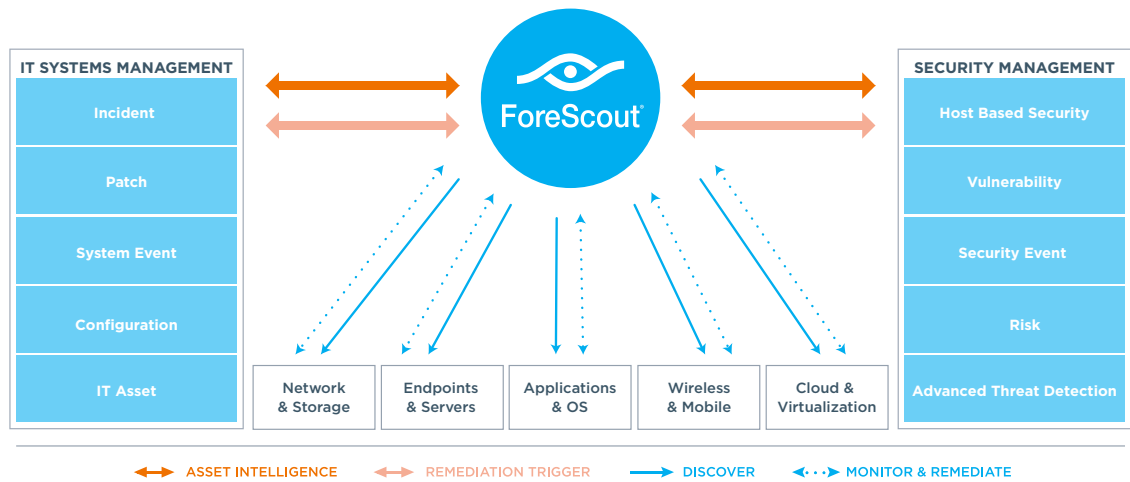 IT SYSTEMS MANAGEMENT
Incident
Patch
System Event
Configuration
IT Asset
ForeScout®
SECURITY MANAGEMENT
Host Based Security
Vulnerability
Security Event
Risk
Advanced Threat Detection
Network
& Storage
Endpoints
& Servers
Applications
& OS
Wireless
& Mobile
Cloud &
Virtualization
ASSET INTELLIGENCE
REMEDIATION TRIGGER
DISCOVER
MONITOR & REMEDIATE